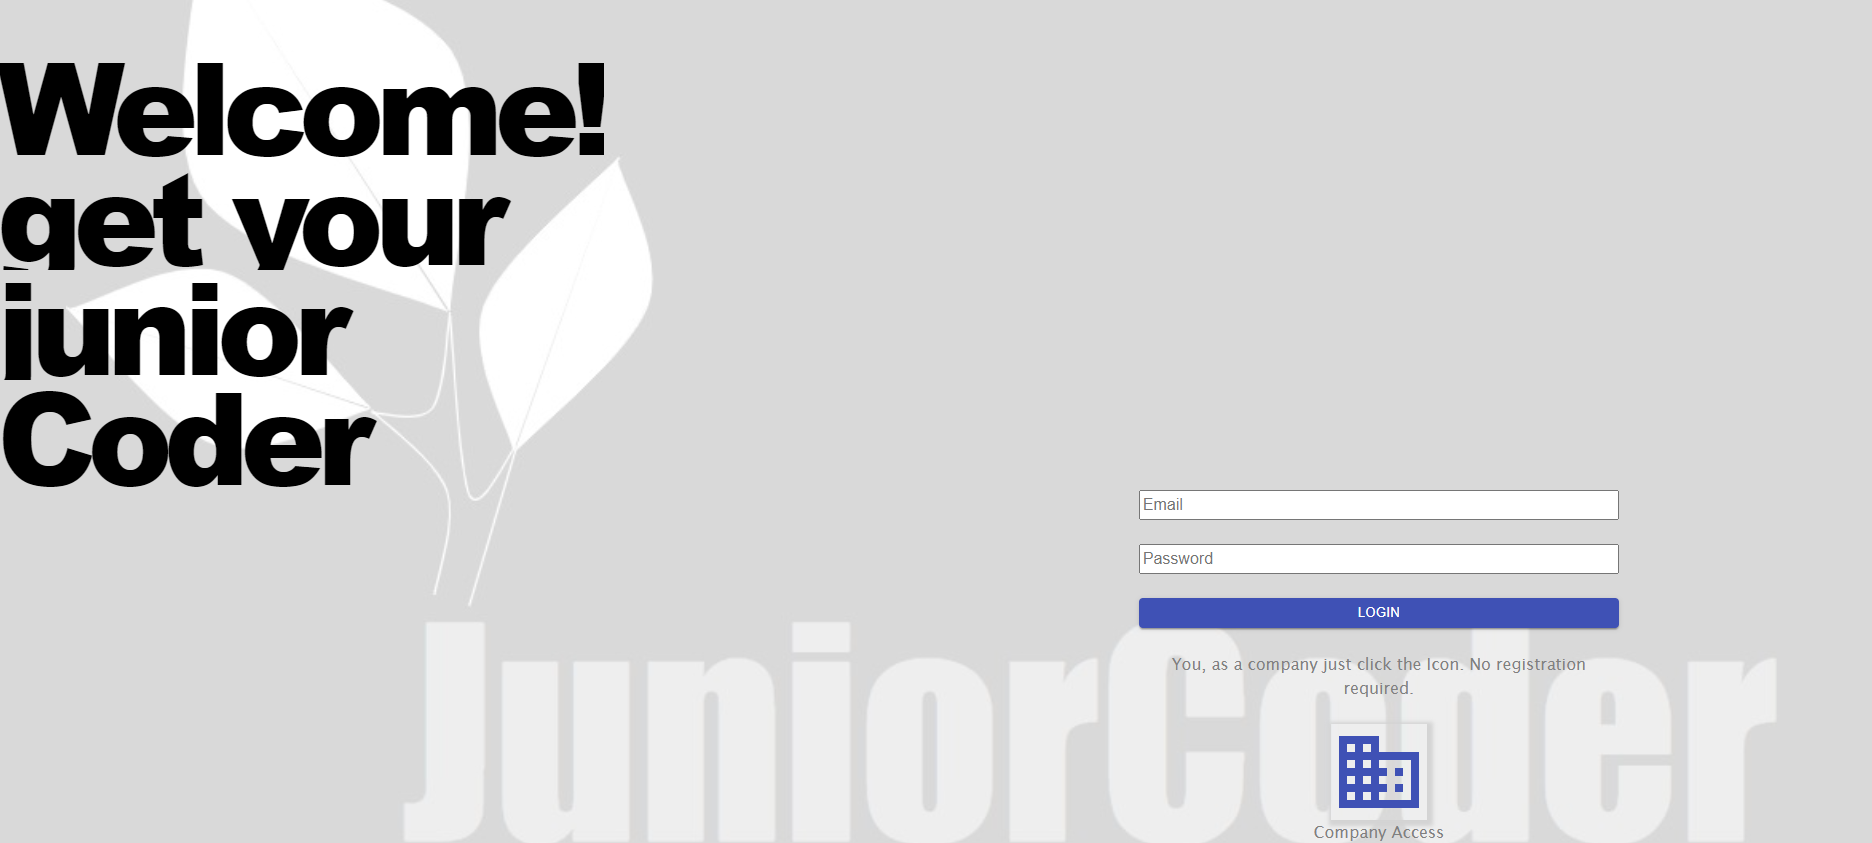 Welcome!
get your
junior
Coder
Email
Password
LOGIN
You, as a company just click the Icon. No registration
required.
JuniorCoder
Company Access